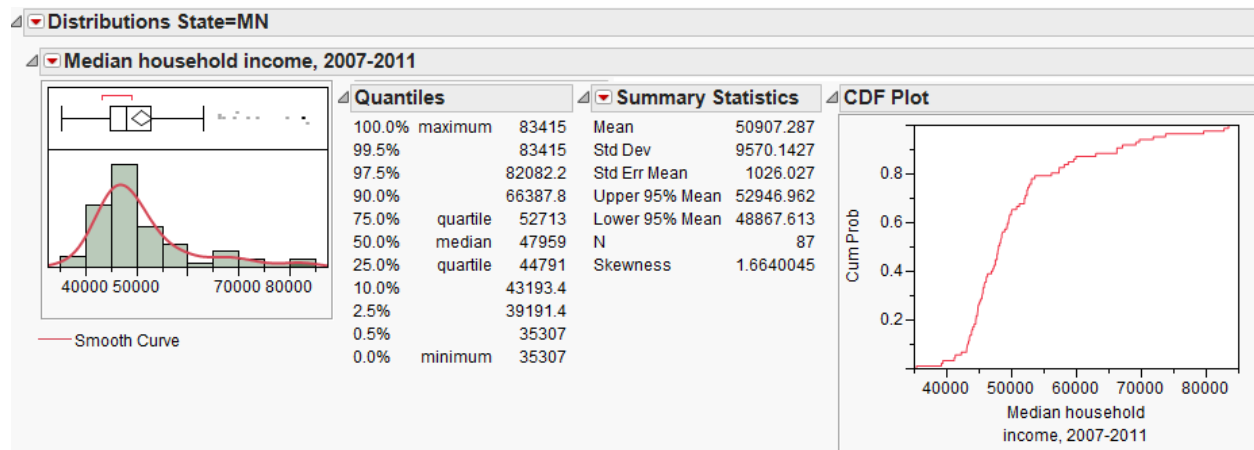 Distributions State=MN
Median household income, 2007-2011
40000 50000 70000 80000
Smooth Curve
Quantiles
100.0% maximum 83415
99.5% 83415
97.5% 82082.2
90.0% 66387.8
75.0% quartile 52713
50.0% median 47959
25.0% quartile 44791
10.0% 43193.4
2.5% 39191.4
0.5% 35307
0.0% minimum 35307
Summary Statistics
Mean 50907.287
Std Dev 9570.1427
Std Err Mean 1026.027
Upper 95% Mean 52946.962
Lower 95% Mean 48867.613
N 87
Skewness 1.6640045
CDF Plot
Cum Prob
0.8
0.6
0.4
0.2
40000 50000 60000 70000 80000
Median household
income, 2007-2011